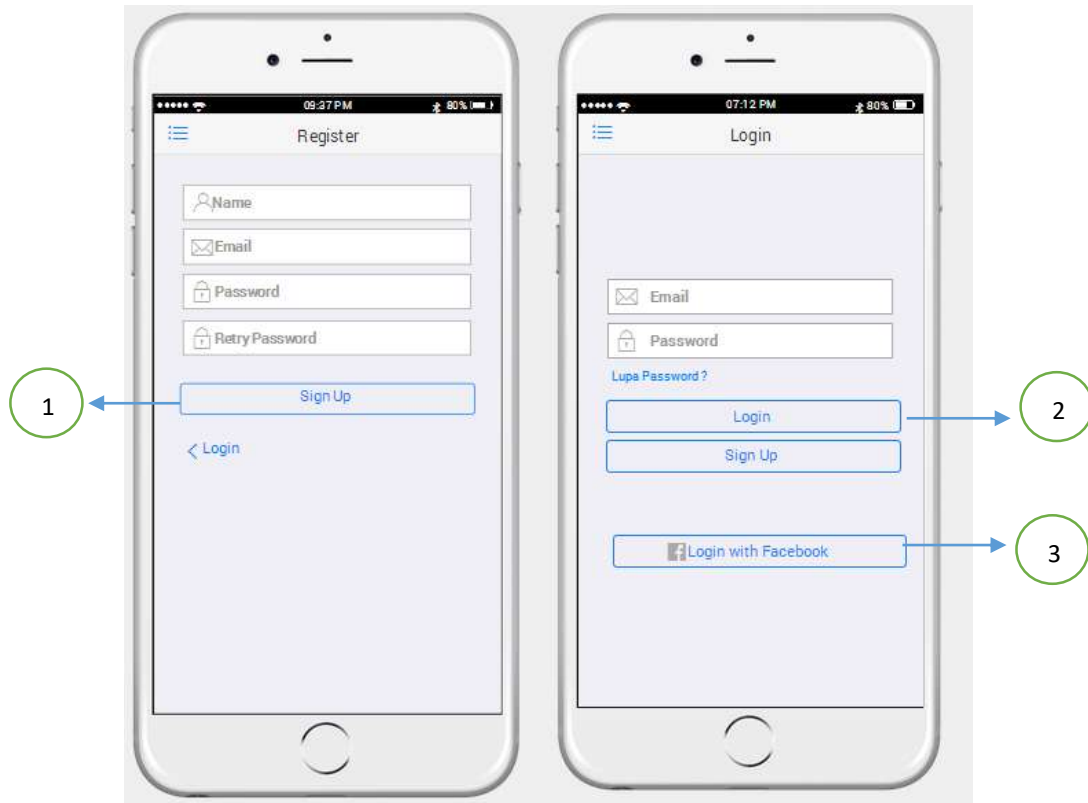 09:37 PM
80%
Register
Name
Email
Password
Retry Password
Sign Up
< Login
1
07:12 PM
80%
Login
Email
Password
Lupa Password ?
Login
Sign Up
Login with Facebook
2
3